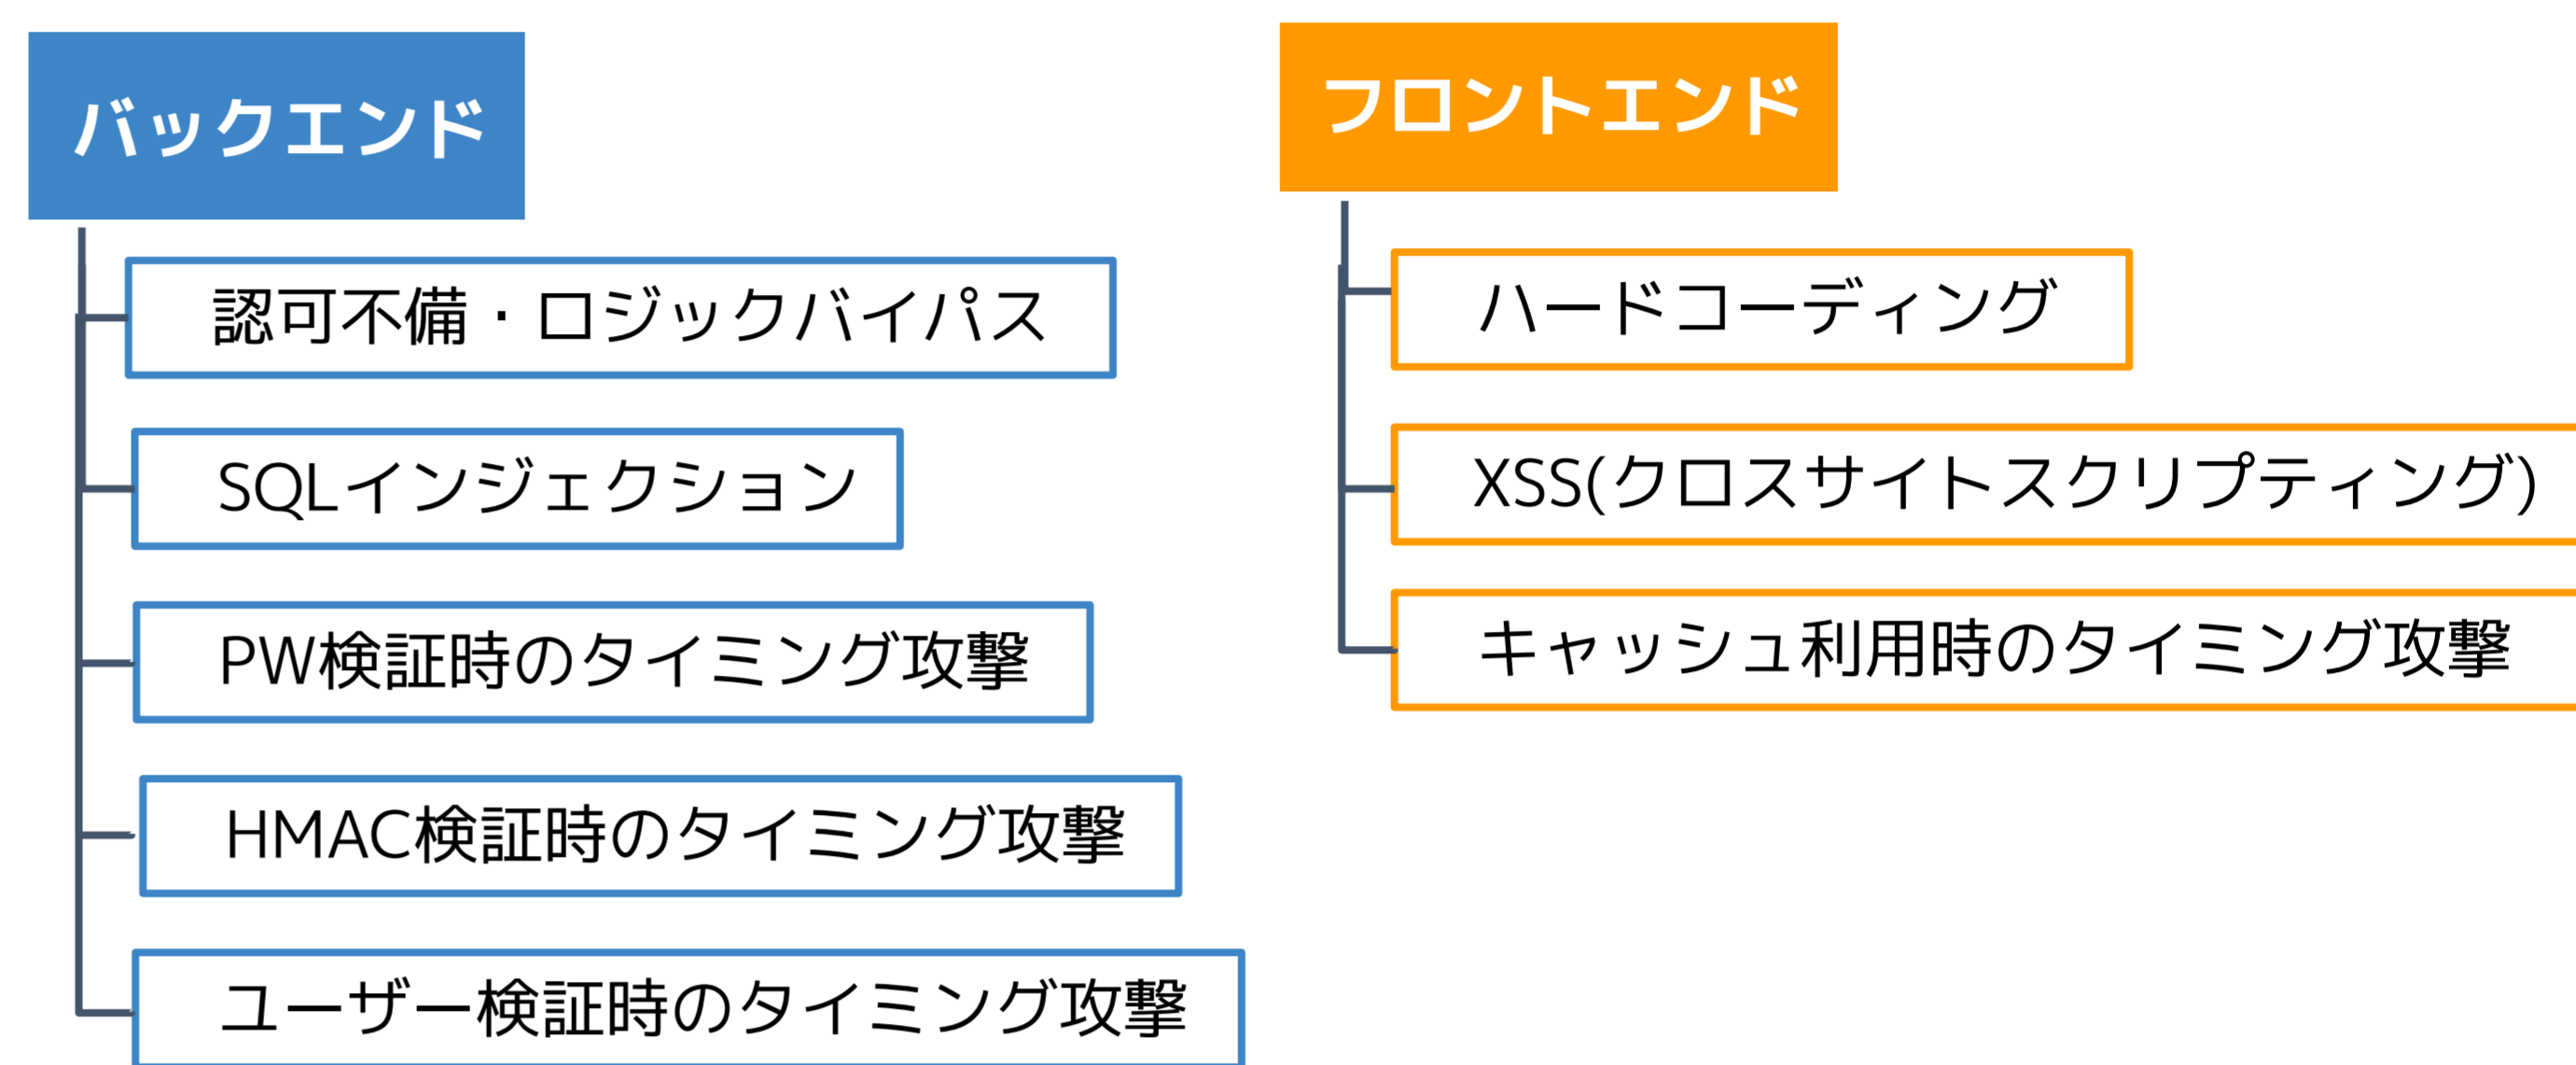 バックエンド
認可不備・ロジックバイパス
SQLインジェクション
PW検証時のタイミング攻撃
HMAC検証時のタイミング攻撃
ユーザー検証時のタイミング攻撃
フロントエンド
ハードコーディング
XSS(クロスサイトスクリプティング)
キャッシュ利用時のタイミング攻撃